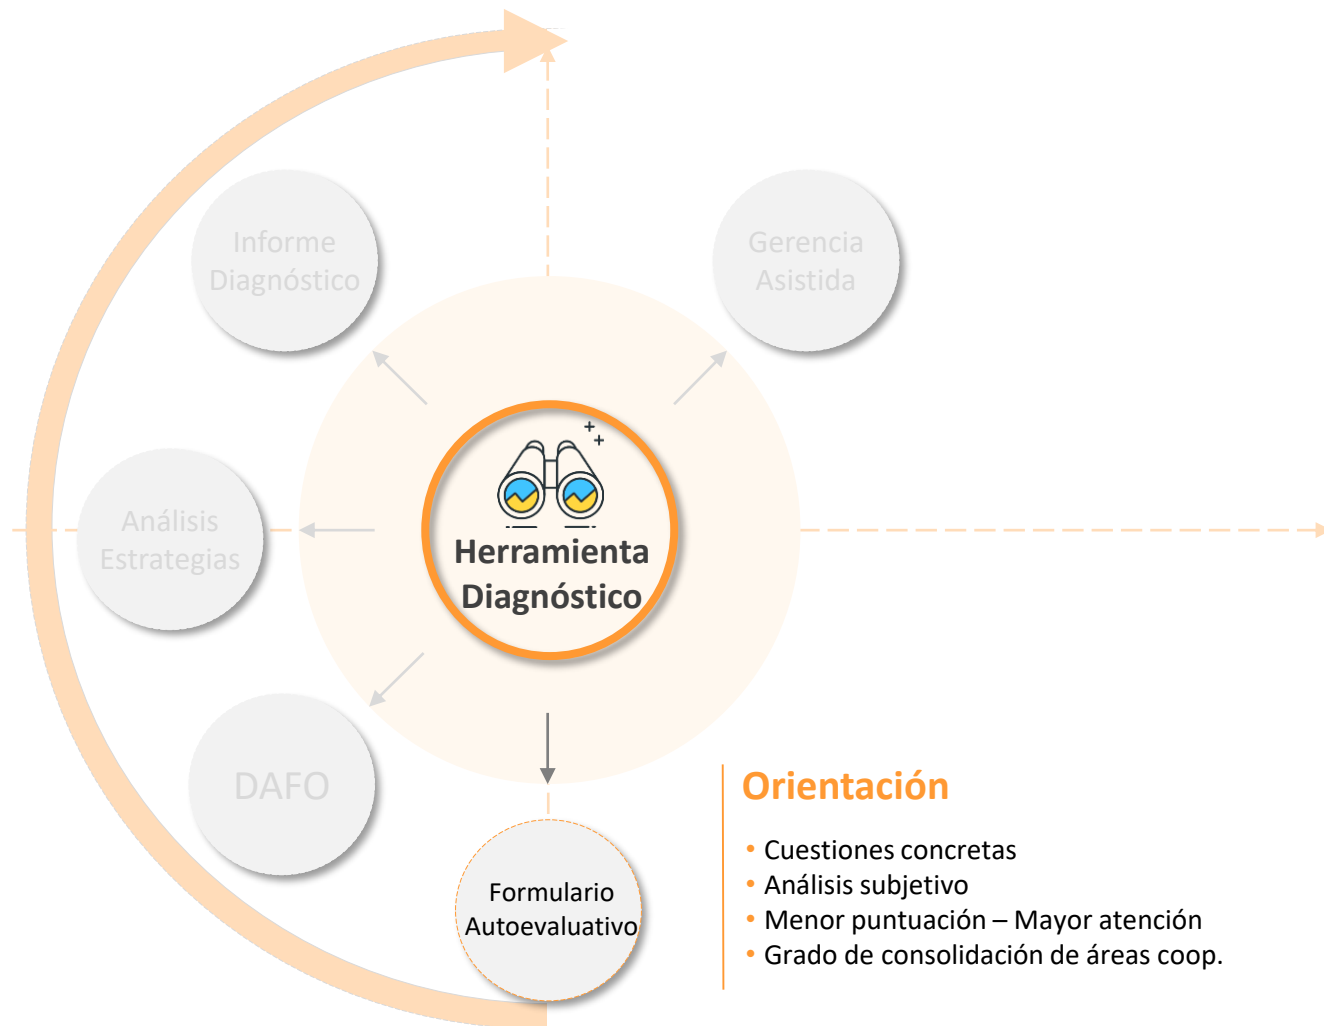 Informe
Diagnóstico
Gerencia
Asistida
Análisis
Estrategias
Herramienta
Diagnóstico
DAFO
Formulario
Autoevaluativo
Orientación
• Cuestiones concretas
• Análisis subjetivo
• Menor puntuación – Mayor atención
• Grado de consolidación de áreas coop.